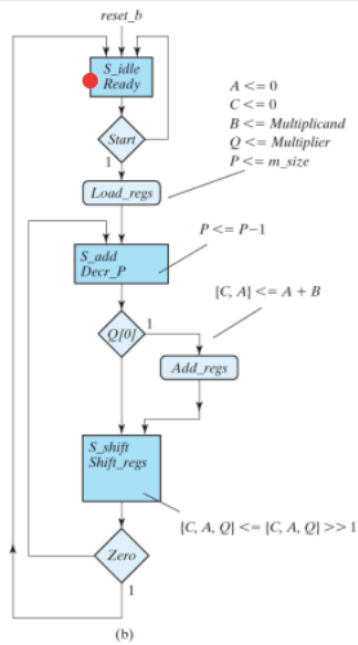 reset_b
S_idle
Ready
Start
1
Load_regs
A <= 0
C <= 0
B <= Multiplicand
Q <= Multiplier
P <= m_size
P <= P−1
S_add
Decr_P
{C, A} <= A + B
Q[0]
1
Add_regs
S_shift
Shift_regs
{C, A, Q} <= {C, A, Q} >> 1
Zero
1
(b)